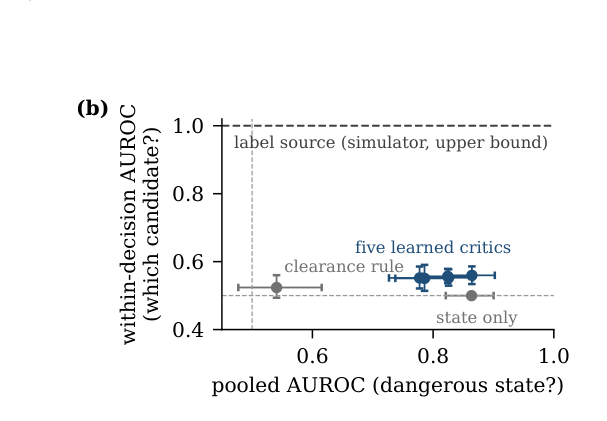 (b)
within-decision AUROC
(which candidate?)
1.0
0.8
0.6
0.4
label source (simulator, upper bound)
five learned critics
clearance rule
state only
0.6 0.8 1.0
pooled AUROC (dangerous state?)